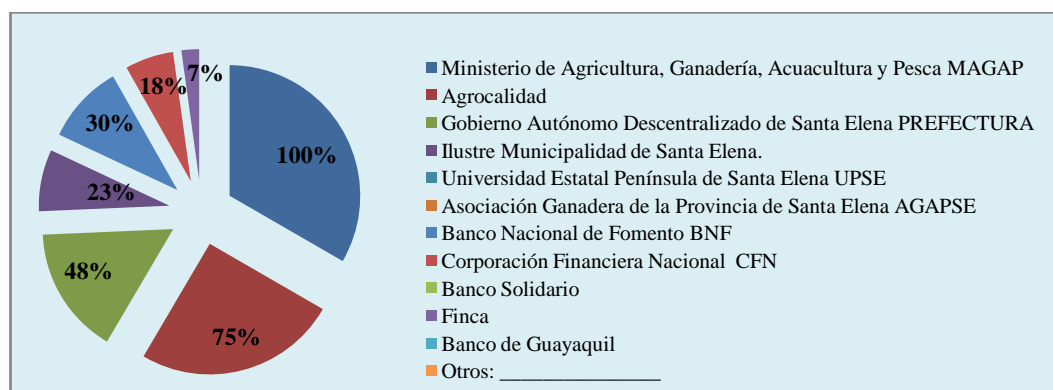 100%
75%
48%
23%
30%
18%
7%
Ministerio de Agricultura, Ganadería, Acuacultura y Pesca MAGAP
Agrocalidad
Gobierno Autónomo Descentralizado de Santa Elena PREFECTURA
Ilustre Municipalidad de Santa Elena.
Universidad Estatal Península de Santa Elena UPSE
Asociación Ganadera de la Provincia de Santa Elena AGAPSE
Banco Nacional de Fomento BNF
Corporación Financiera Nacional CFN
Banco Solidario
Finca
Banco de Guayaquil
Otros: _______________